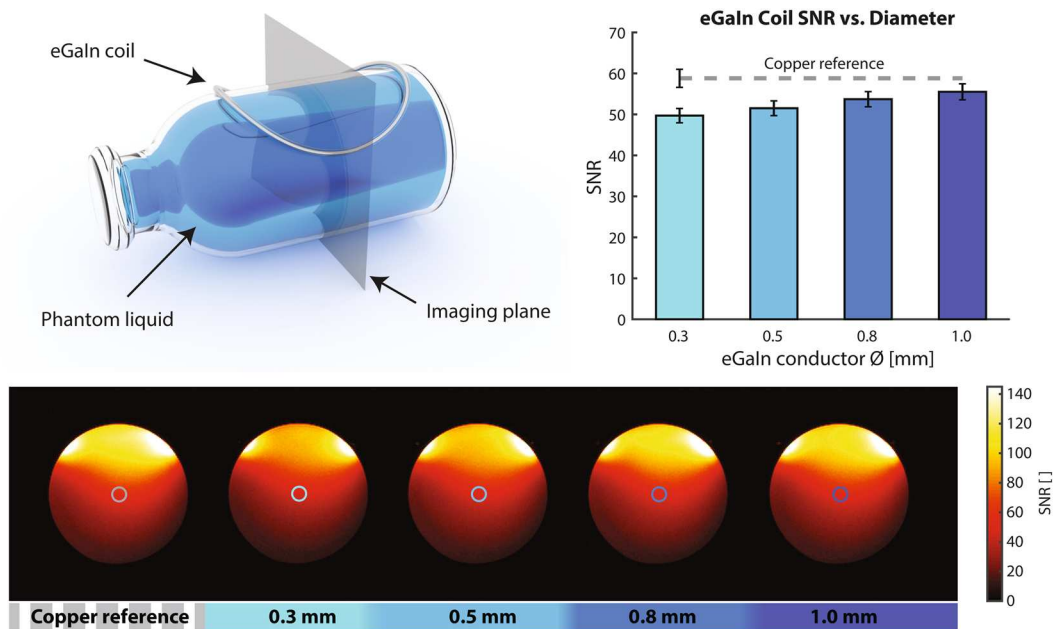 eGaIn coil
Phantom liquid
Imaging plane
eGaIn Coil SNR vs. Diameter
70
60
50
40
30
20
10
0
SNR
Copper reference
0.3 0.5 0.8 1.0
eGaIn conductor Ø [mm]
140
120
100
80
60
40
20
0
SNR [ ]
Copper reference 0.3 mm 0.5 mm 0.8 mm 1.0 mm